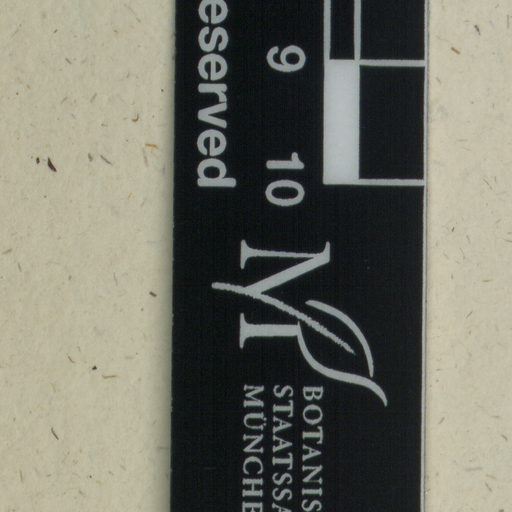 eserved
9 10
M
BOTANIS
STAATSSA
MÜNCHE